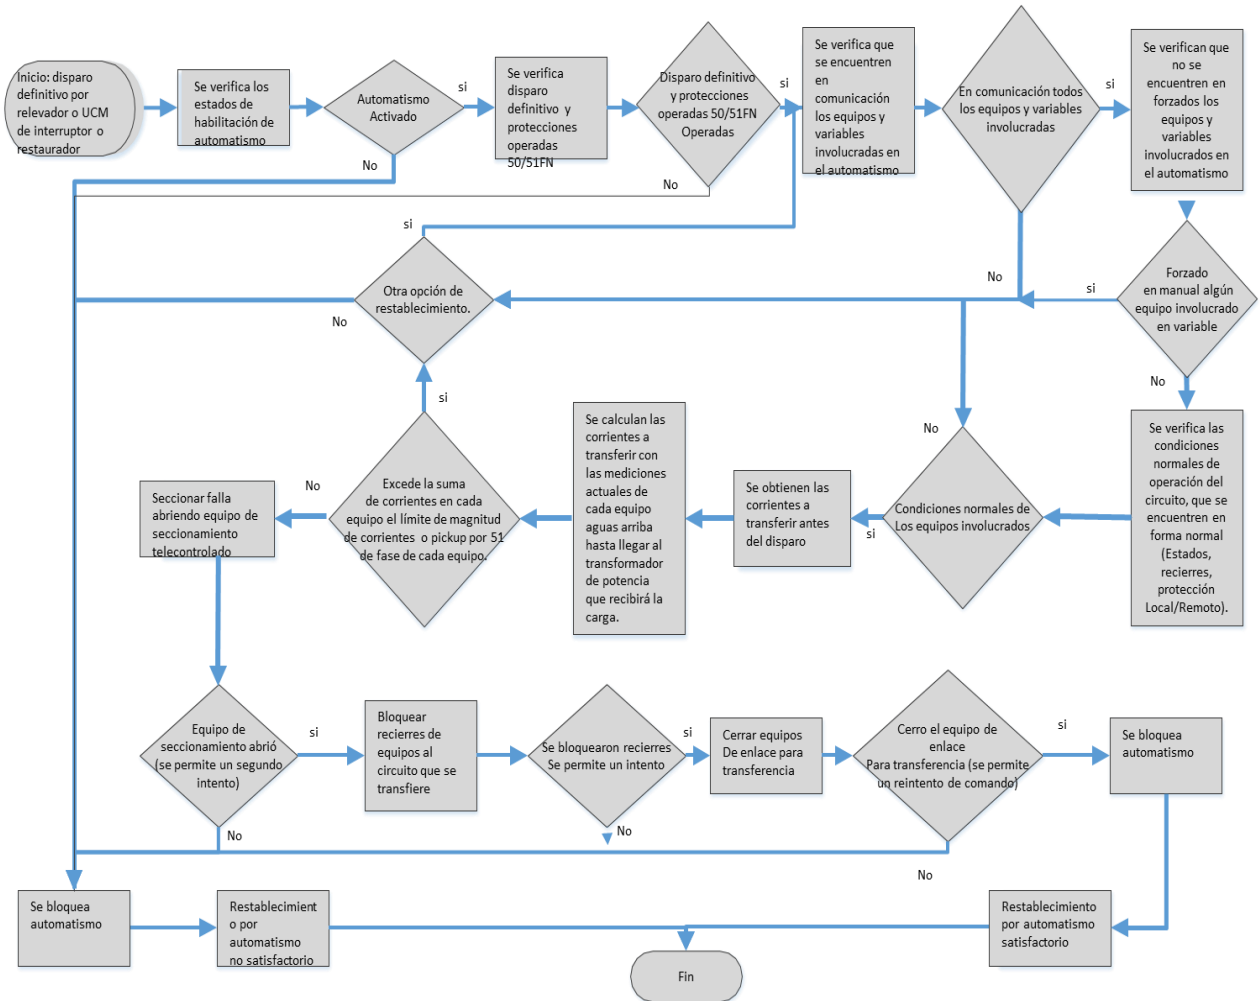 Inicio: disparo
definitivo por
relevador o UCM
de interruptor o
restaurador
Se verifica los
estados de
habilitación de
automatismo
Automatismo
Activado
si
No
Se verifica
disparo
definitivo y
protecciones
operadas
50/51FN
Disparo definitivo
y protecciones
operadas 50/51FN
Operadas
si
No
Se verifica que
se encuentren
en
comunicación
los equipos y
variables
involucradas en
el automatismo
En comunicación todos
los equipos y variables
involucradas
si
No
Se verifican que
no se
encuentren en
forzados los
equipos y
variables
involucrados en
el automatismo
Forzado
en manual algún
equipo involucrado
en variable
si
No
Otra opción de
restablecimiento.
si
No
Se verifica las
condiciones
normales de
operación del
circuito, que se
encuentren en
forma normal
(Estados,
recierres,
protección
Local/Remoto).
No
Condiciones normales de
Los equipos involucrados
si
Se obtienen las
corrientes a
transferir antes
del disparo
Se calculan las
corrientes a
transferir con
las mediciones
actuales de
cada equipo
aguas arriba
hasta llegar al
transformador
de potencia
que recibirá la
carga.
Excede la suma
de corrientes en cada
equipo el límite de magnitud
de corrientes o pickup por 51
de fase de cada equipo.
si
No
Seccionar falla
abriendo equipo de
seccionamiento
telecontrolado
Equipo de
seccionamiento abrió
(se permite un segundo
intento)
si
No
Bloquear
recierres de
equipos al
circuito que se
transfiere
Se bloquearon recierres
Se permite un intento
si
No
Cerrar equipos
De enlace para
transferencia
Cerro el equipo de
enlace
Para transferencia (se permite
un reintento de comando)
si
No
Se bloquea
automatismo
Se bloquea
automatismo
Restablecimient
o por
automatismo
no satisfactorio
Restablecimiento
por automatismo
satisfactorio
Fin